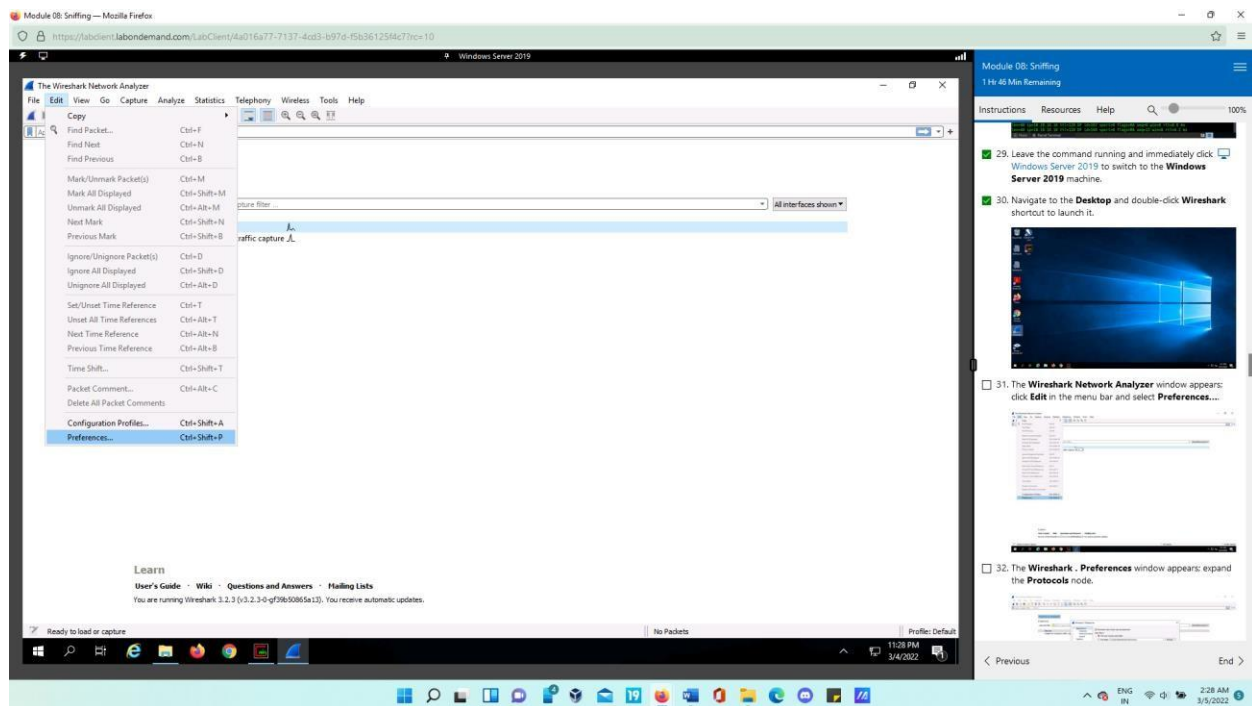 Module 08: Sniffing — Mozilla Firefox
https://labclient.labondemand.com/LabClient/4a016a77-7137-4cd3-b97d-f5b36125f4c7?rc=10
Windows Server 2019
The Wireshark Network Analyzer
File Edit View Go Capture Analyze Statistics Telephony Wireless Tools Help
Copy
Find Packet... Ctrl+F
Find Next Ctrl+N
Find Previous Ctrl+B
Mark/Unmark Packet(s) Ctrl+M
Mark All Displayed Ctrl+Shift+M
Unmark All Displayed Ctrl+Alt+M
Next Mark Ctrl+Shift+N
Previous Mark Ctrl+Shift+B
Ignore/Unignore Packet(s) Ctrl+D
Ignore All Displayed Ctrl+Shift+D
Unignore All Displayed Ctrl+Alt+D
Set/Unset Time Reference Ctrl+T
Unset All Time References Ctrl+Alt+T
Next Time Reference Ctrl+Alt+N
Previous Time Reference Ctrl+Alt+B
Time Shift... Ctrl+Shift+T
Packet Comment... Ctrl+Alt+C
Delete All Packet Comments
Configuration Profiles... Ctrl+Shift+A
Preferences... Ctrl+Shift+P
pture filter ...
All interfaces shown
raffic capture
Learn
User's Guide · Wiki · Questions and Answers · Mailing Lists
You are running Wireshark 3.2.3 (v3.2.3-0-gf39b50865a13). You receive automatic updates.
Ready to load or capture
No Packets
Profile: Default
11:28 PM
3/4/2022
Module 08: Sniffing
1 Hr 46 Min Remaining
Instructions Resources Help 100%
29. Leave the command running and immediately click
Windows Server 2019 to switch to the Windows
Server 2019 machine.
30. Navigate to the Desktop and double-click Wireshark
shortcut to launch it.
31. The Wireshark Network Analyzer window appears;
click Edit in the menu bar and select Preferences....
32. The Wireshark . Preferences window appears; expand
the Protocols node.
< Previous
End >
ENG
IN
2:28 AM
3/5/2022